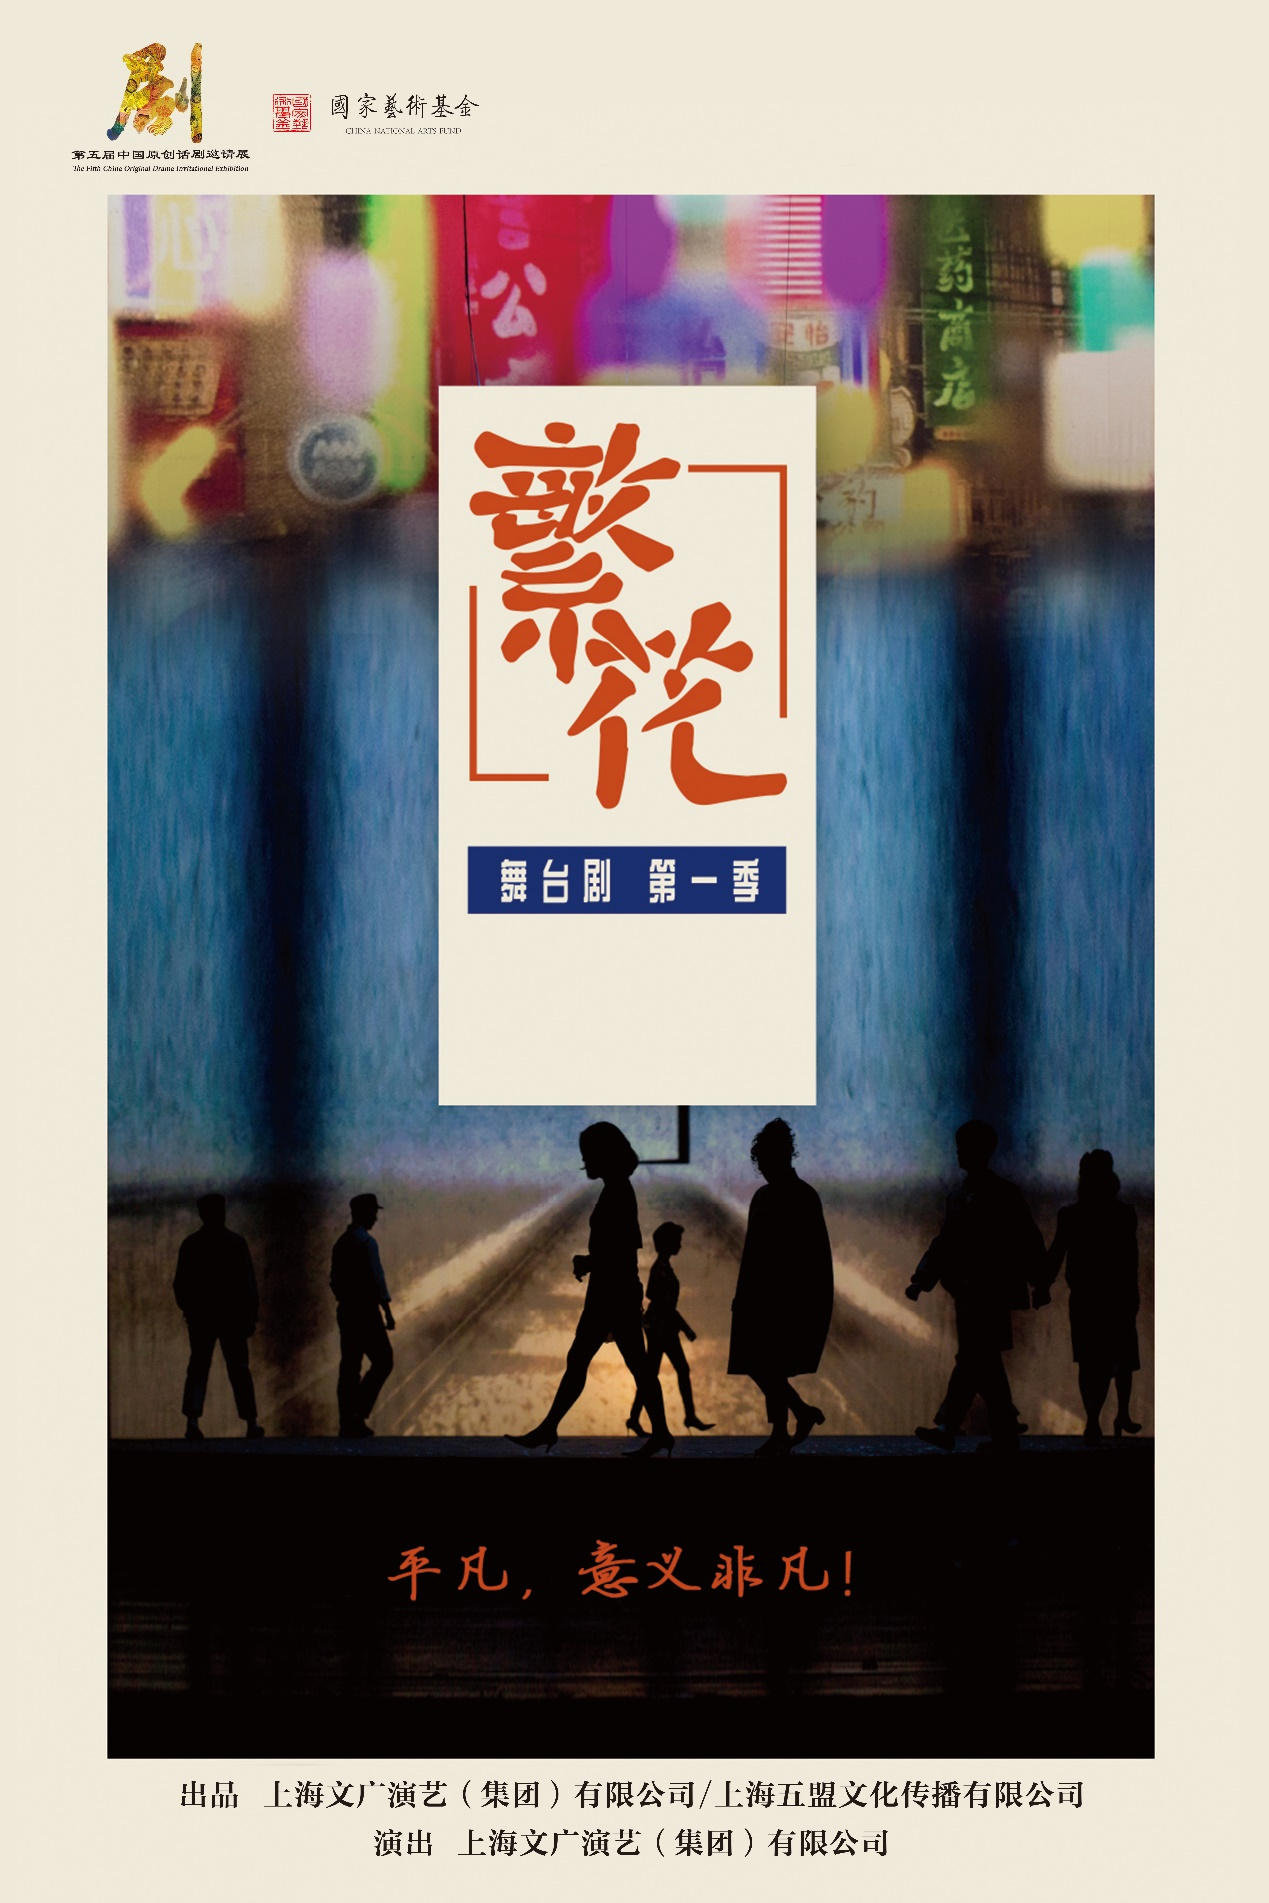 剧
第五届中国原创话剧邀请展
The Fifth China Original Drama Invitational Exhibition
國家藝術基金
CHINA NATIONAL ARTS FUND
公
药商店
繁花
舞台剧 第一季
平凡，意义非凡！
出品 上海文广演艺（集团）有限公司/上海五盟文化传播有限公司
演出 上海文广演艺（集团）有限公司